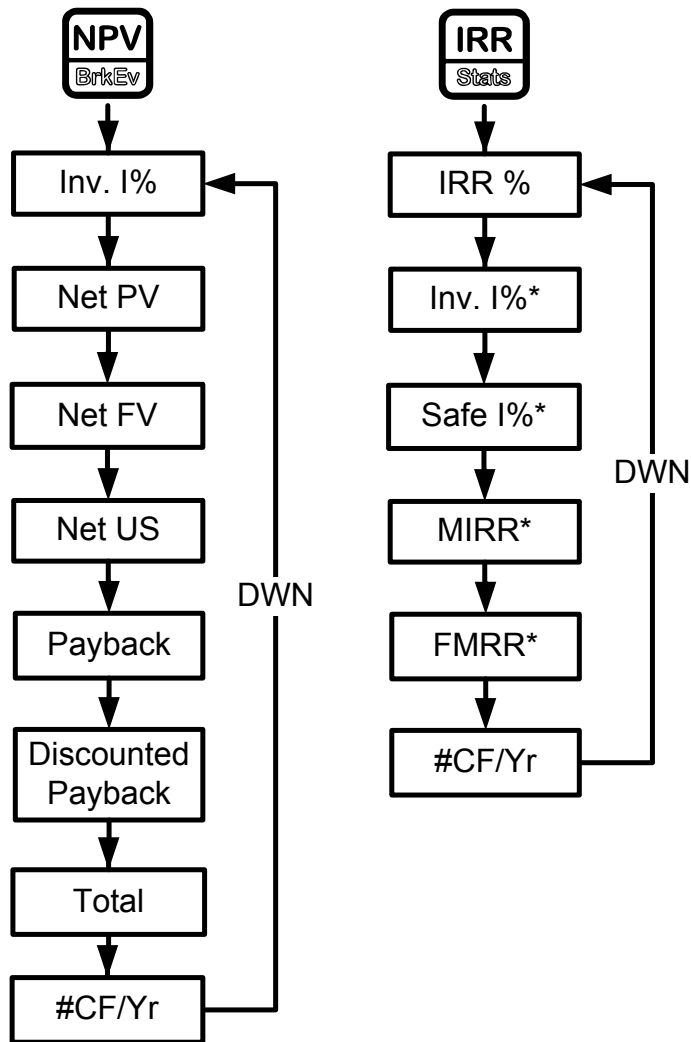 NPV
BrkEv
Inv. I%
Net PV
Net FV
Net US
Payback
Discounted
Payback
Total
#CF/Yr
DWN
IRR
Stats
IRR %
Inv. I%*
Safe I%*
MIRR*
FMRR*
#CF/Yr
DWN